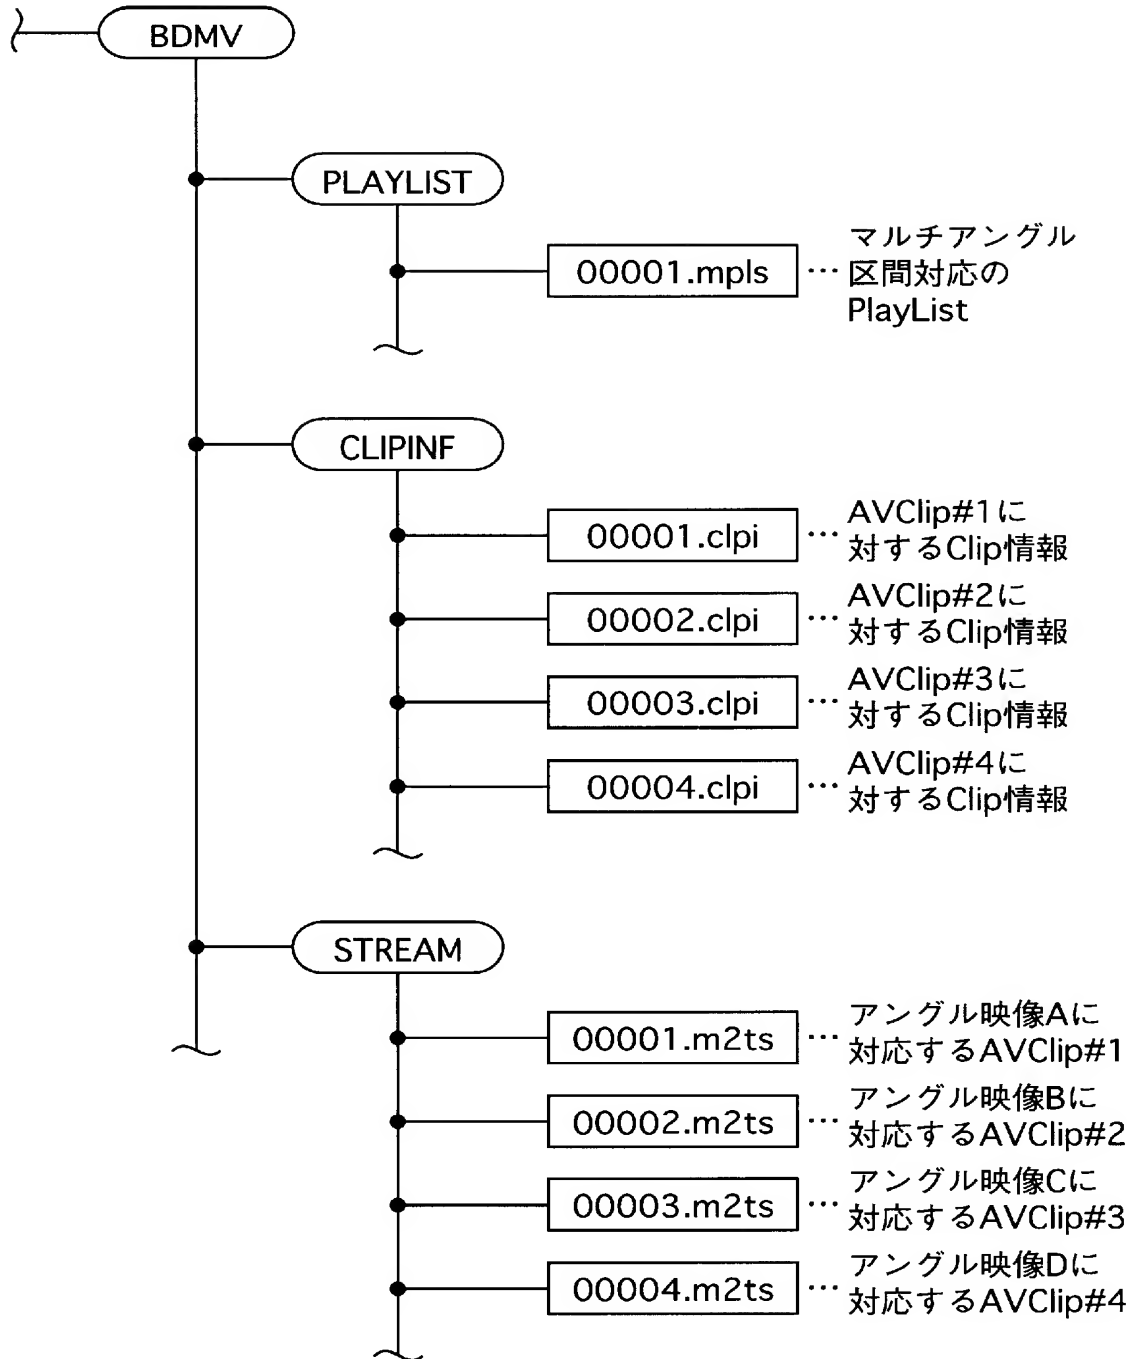 BDMV
PLAYLIST
00001.mpls
… マルチアングル
区間対応の
PlayList
CLIPINF
00001.clpi
… AVClip#1に
対するClip情報
00002.clpi
… AVClip#2に
対するClip情報
00003.clpi
… AVClip#3に
対するClip情報
00004.clpi
… AVClip#4に
対するClip情報
STREAM
00001.m2ts
… アングル映像Aに
対応するAVClip#1
00002.m2ts
… アングル映像Bに
対応するAVClip#2
00003.m2ts
… アングル映像Cに
対応するAVClip#3
00004.m2ts
… アングル映像Dに
対応するAVClip#4